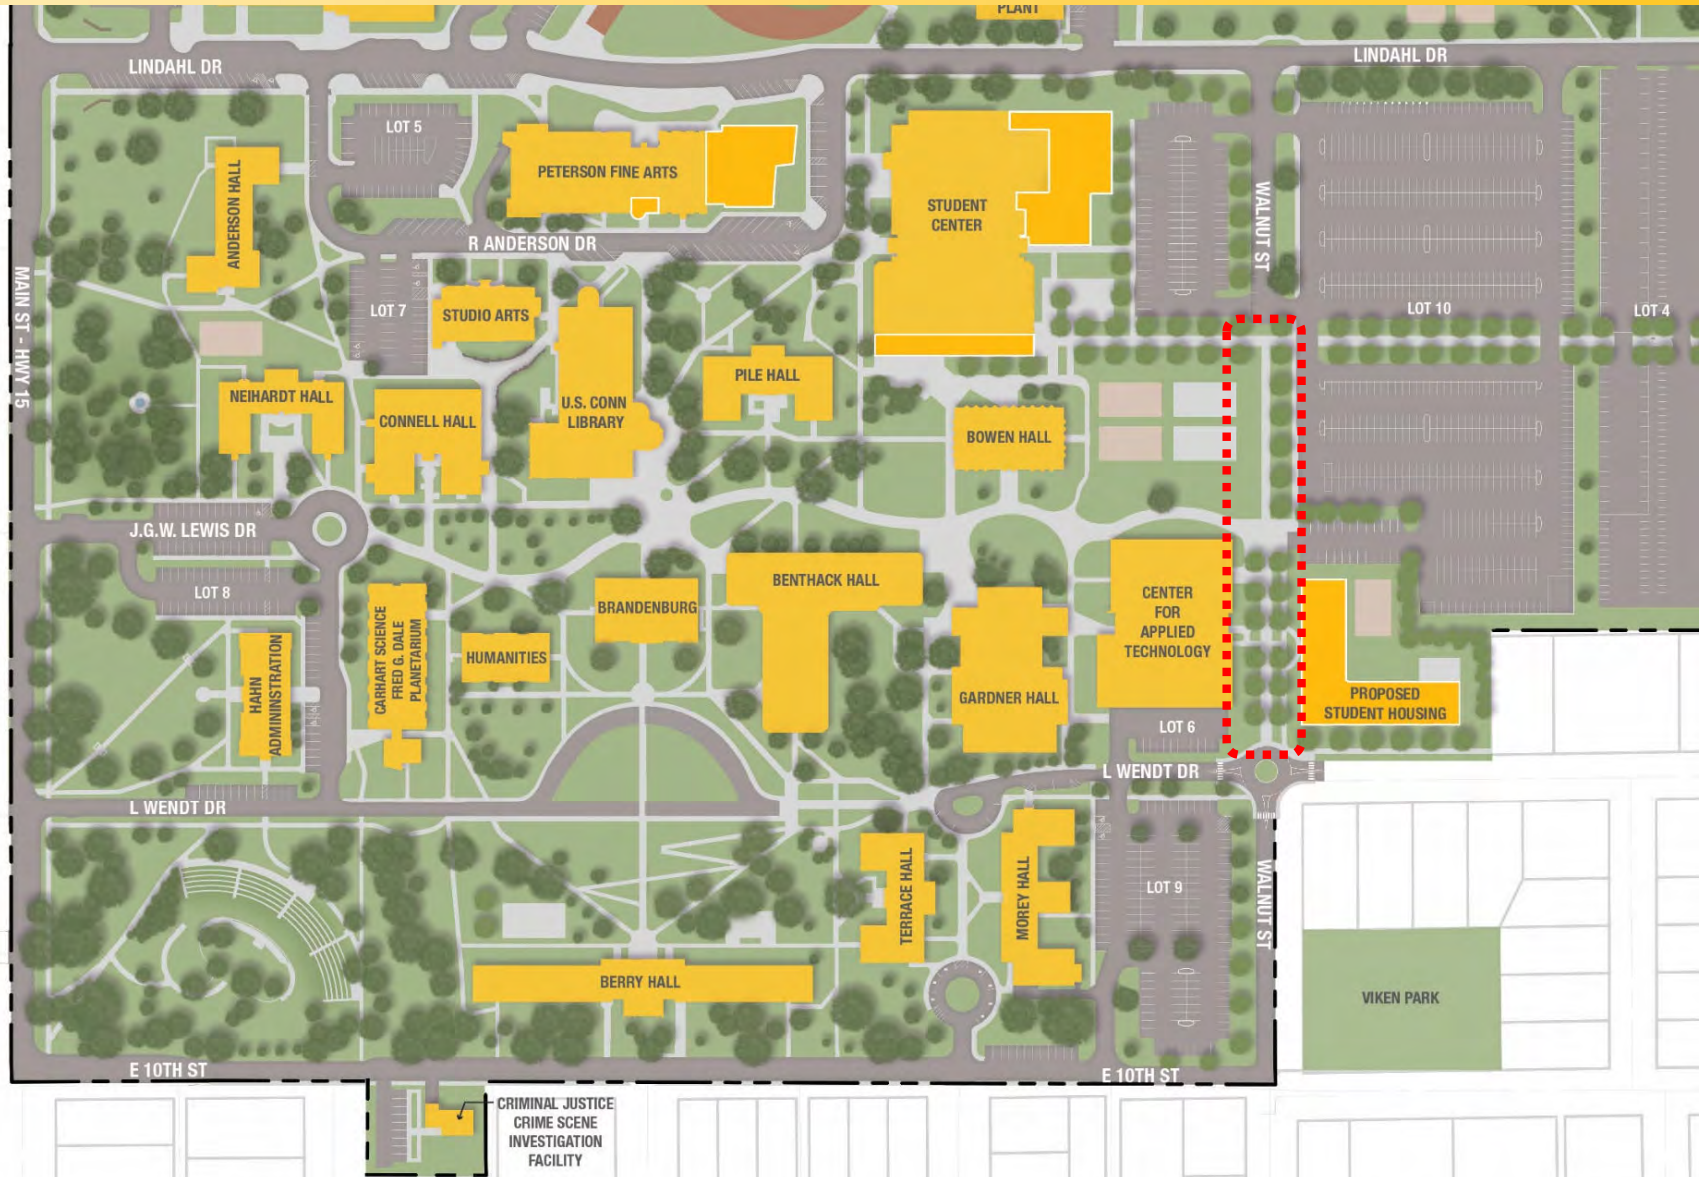 PLANT
LINDAHL DR
LINDAHL DR
LOT 5
PETERSON FINE ARTS
ANDERSON HALL
STUDENT
CENTER
WALNUT ST
R ANDERSON DR
MAIN ST - HWY 15
LOT 7
STUDIO ARTS
LOT 10
LOT 4
NEIHARDT HALL
CONNELL HALL
U.S. CONN
LIBRARY
PILE HALL
BOWEN HALL
J.G.W. LEWIS DR
LOT 8
CARHART SCIENCE
FRED G. DALE
PLANETARIUM
HUMANITIES
BRANDENBURG
BENTHACK HALL
CENTER
FOR
APPLIED
TECHNOLOGY
HAHN
ADMININISTRATION
GARDNER HALL
PROPOSED
STUDENT HOUSING
LOT 6
L WENDT DR
L WENDT DR
TERRACE HALL
MOREY HALL
LOT 9
WALNUT ST
BERRY HALL
VIKEN PARK
E 10TH ST
E 10TH ST
CRIMINAL JUSTICE
CRIME SCENE
INVESTIGATION
FACILITY